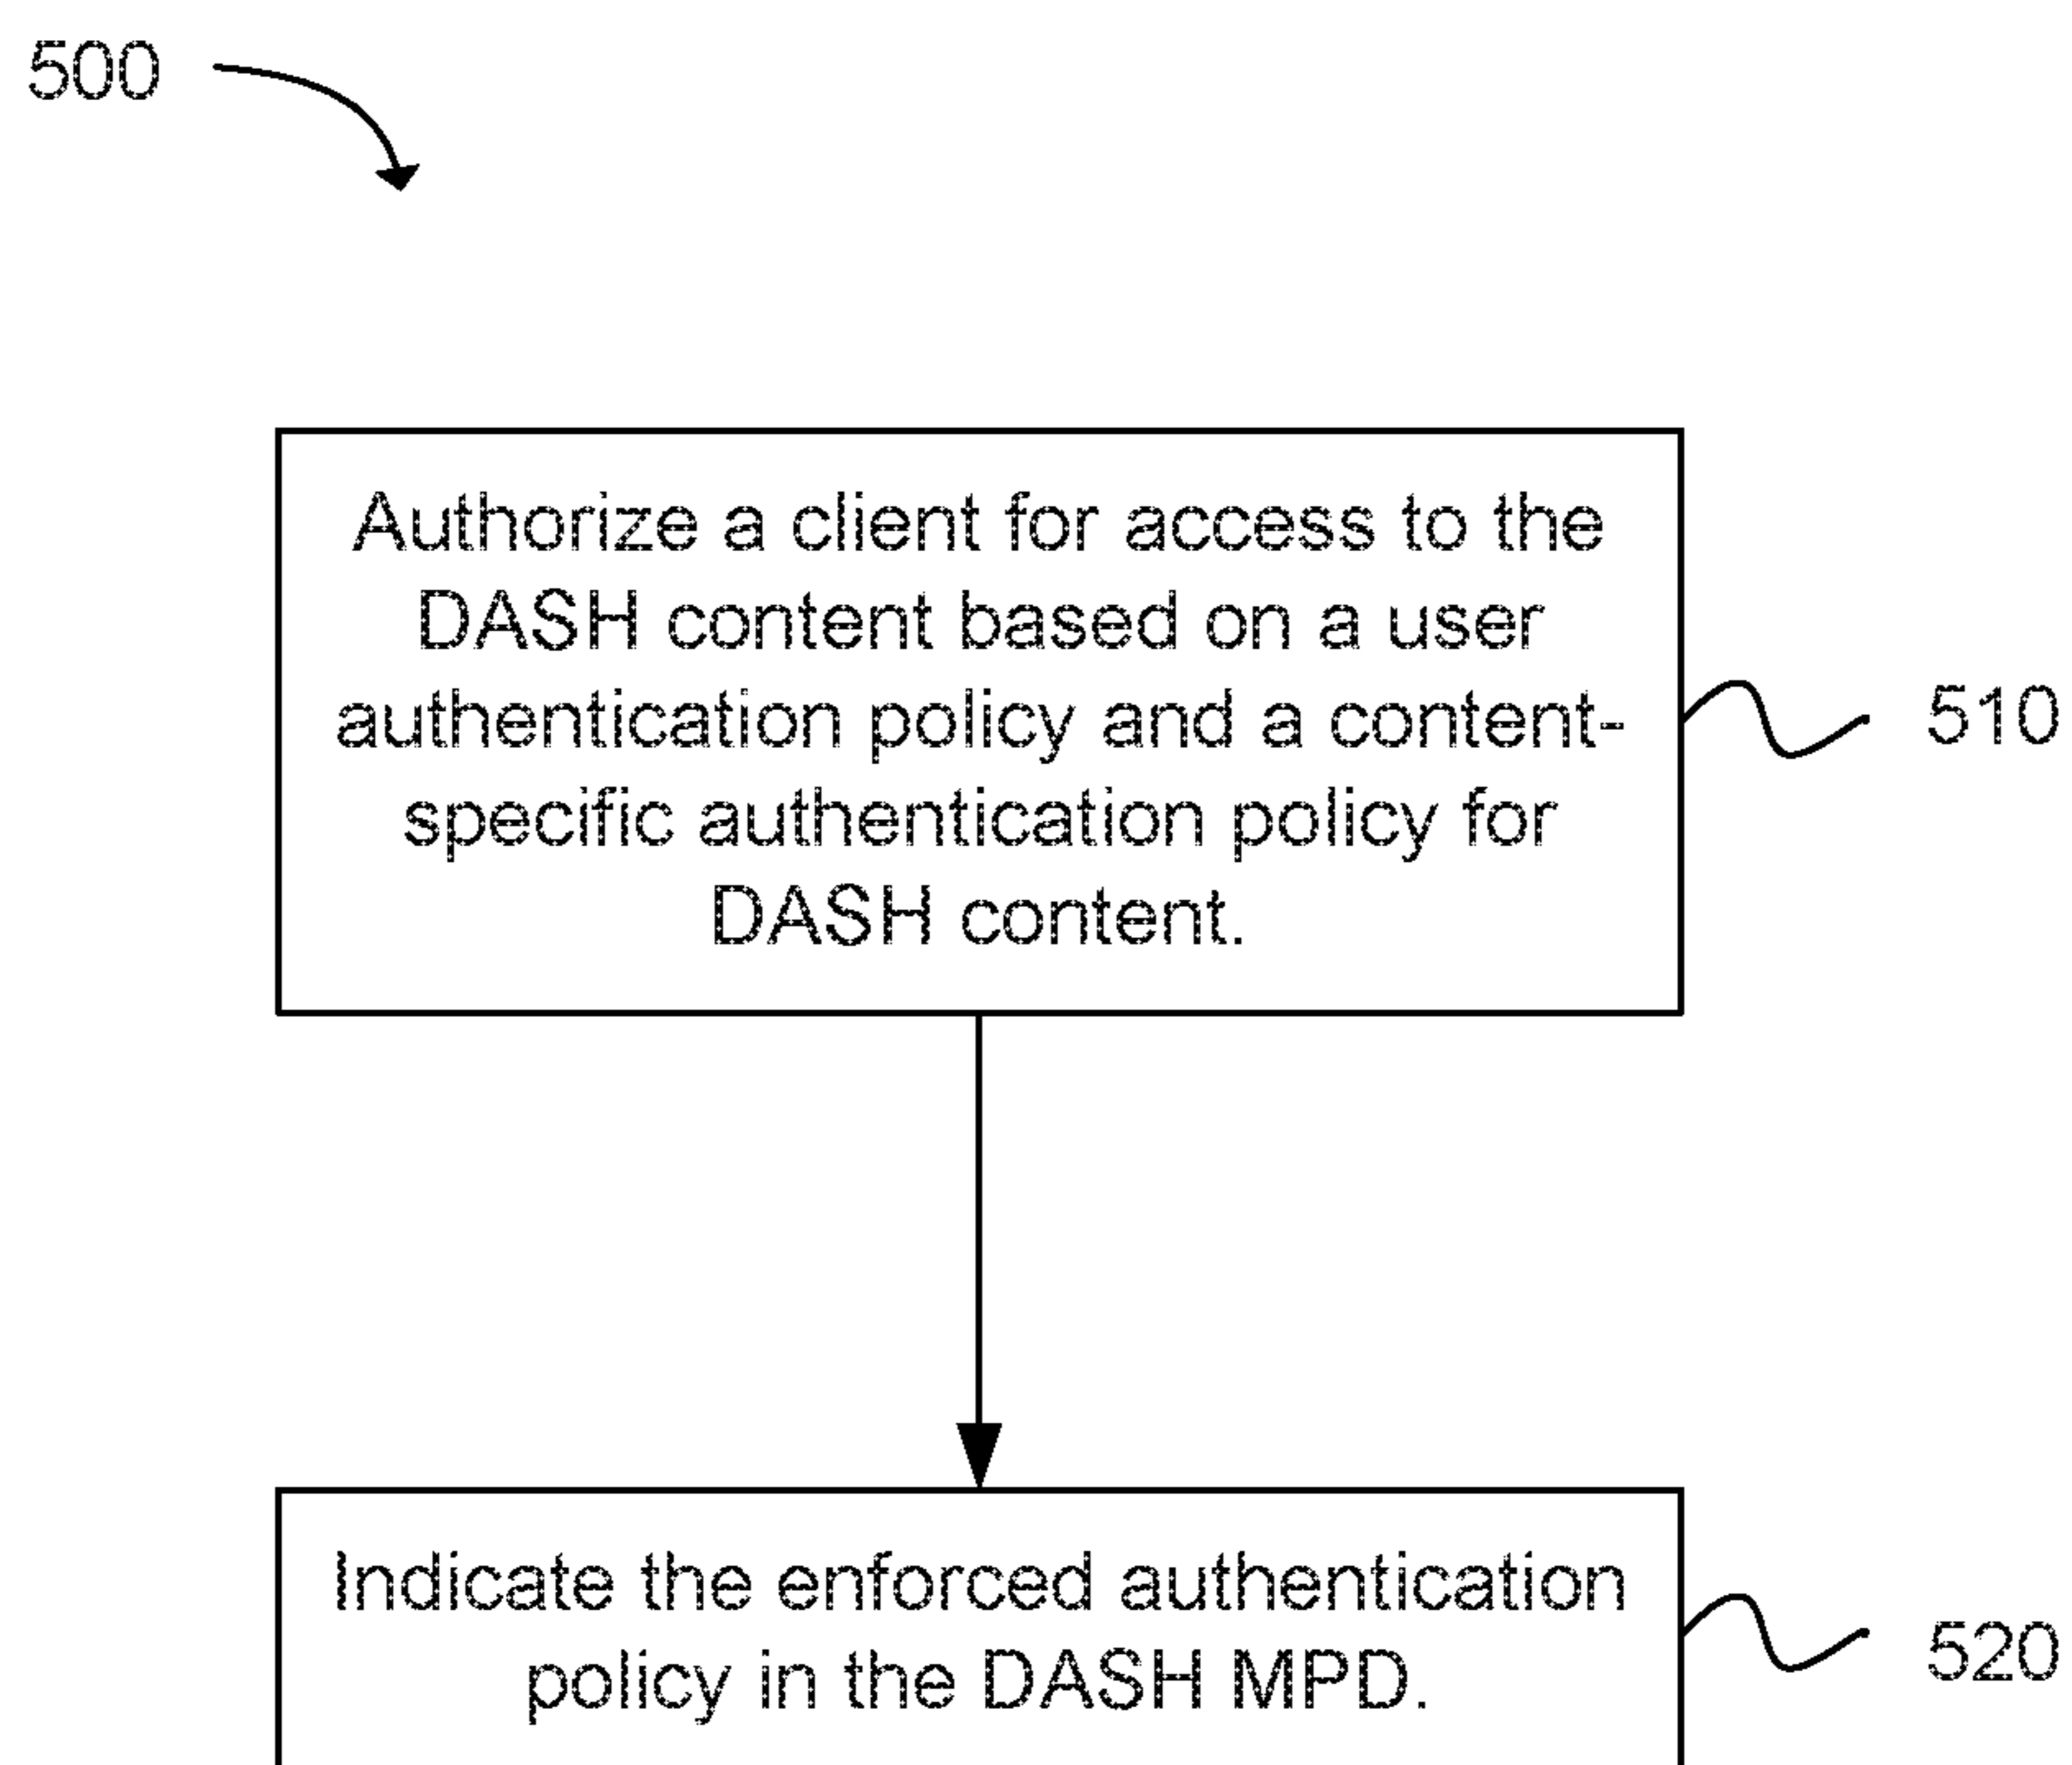 500
Authorize a client for access to the
DASH content based on a user
authentication policy and a content-
specific authentication policy for
DASH content.
510
Indicate the enforced authentication
policy in the DASH MPD.
520